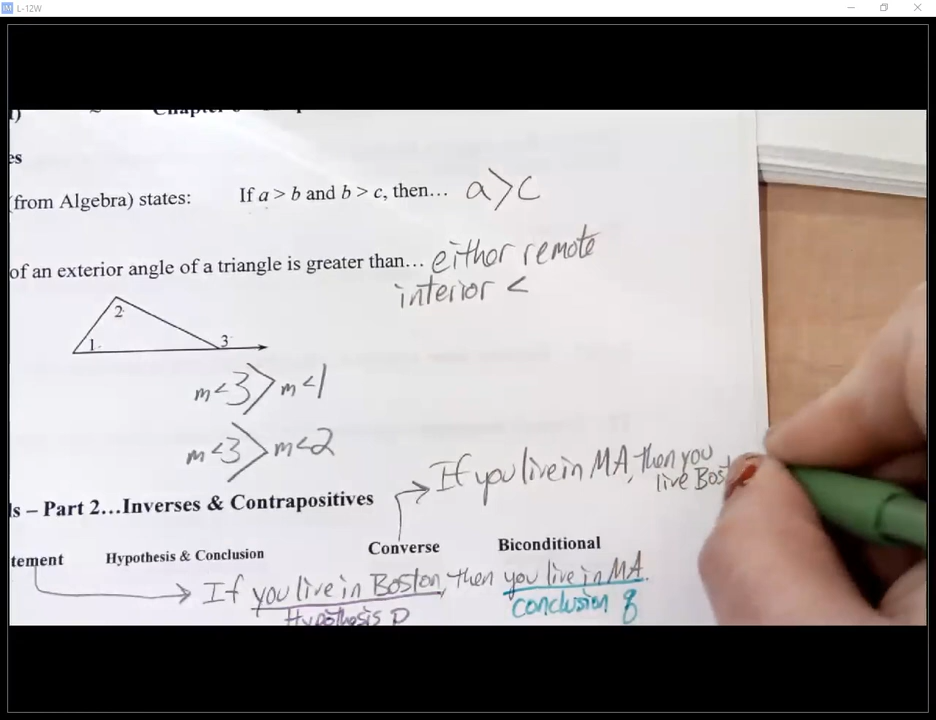 L-12W
es
(from Algebra) states: If a > b and b > c, then... a>c
of an exterior angle of a triangle is greater than... either remote
interior <
2
1
3
m<3>m<1
m<3>m<2
If you live in MA, then you
live Bost
ls – Part 2...Inverses & Contrapositives
tement Hypothesis & Conclusion Converse Biconditional
If you live in Boston, then you live in MA.
Hypothesis p
Conclusion q